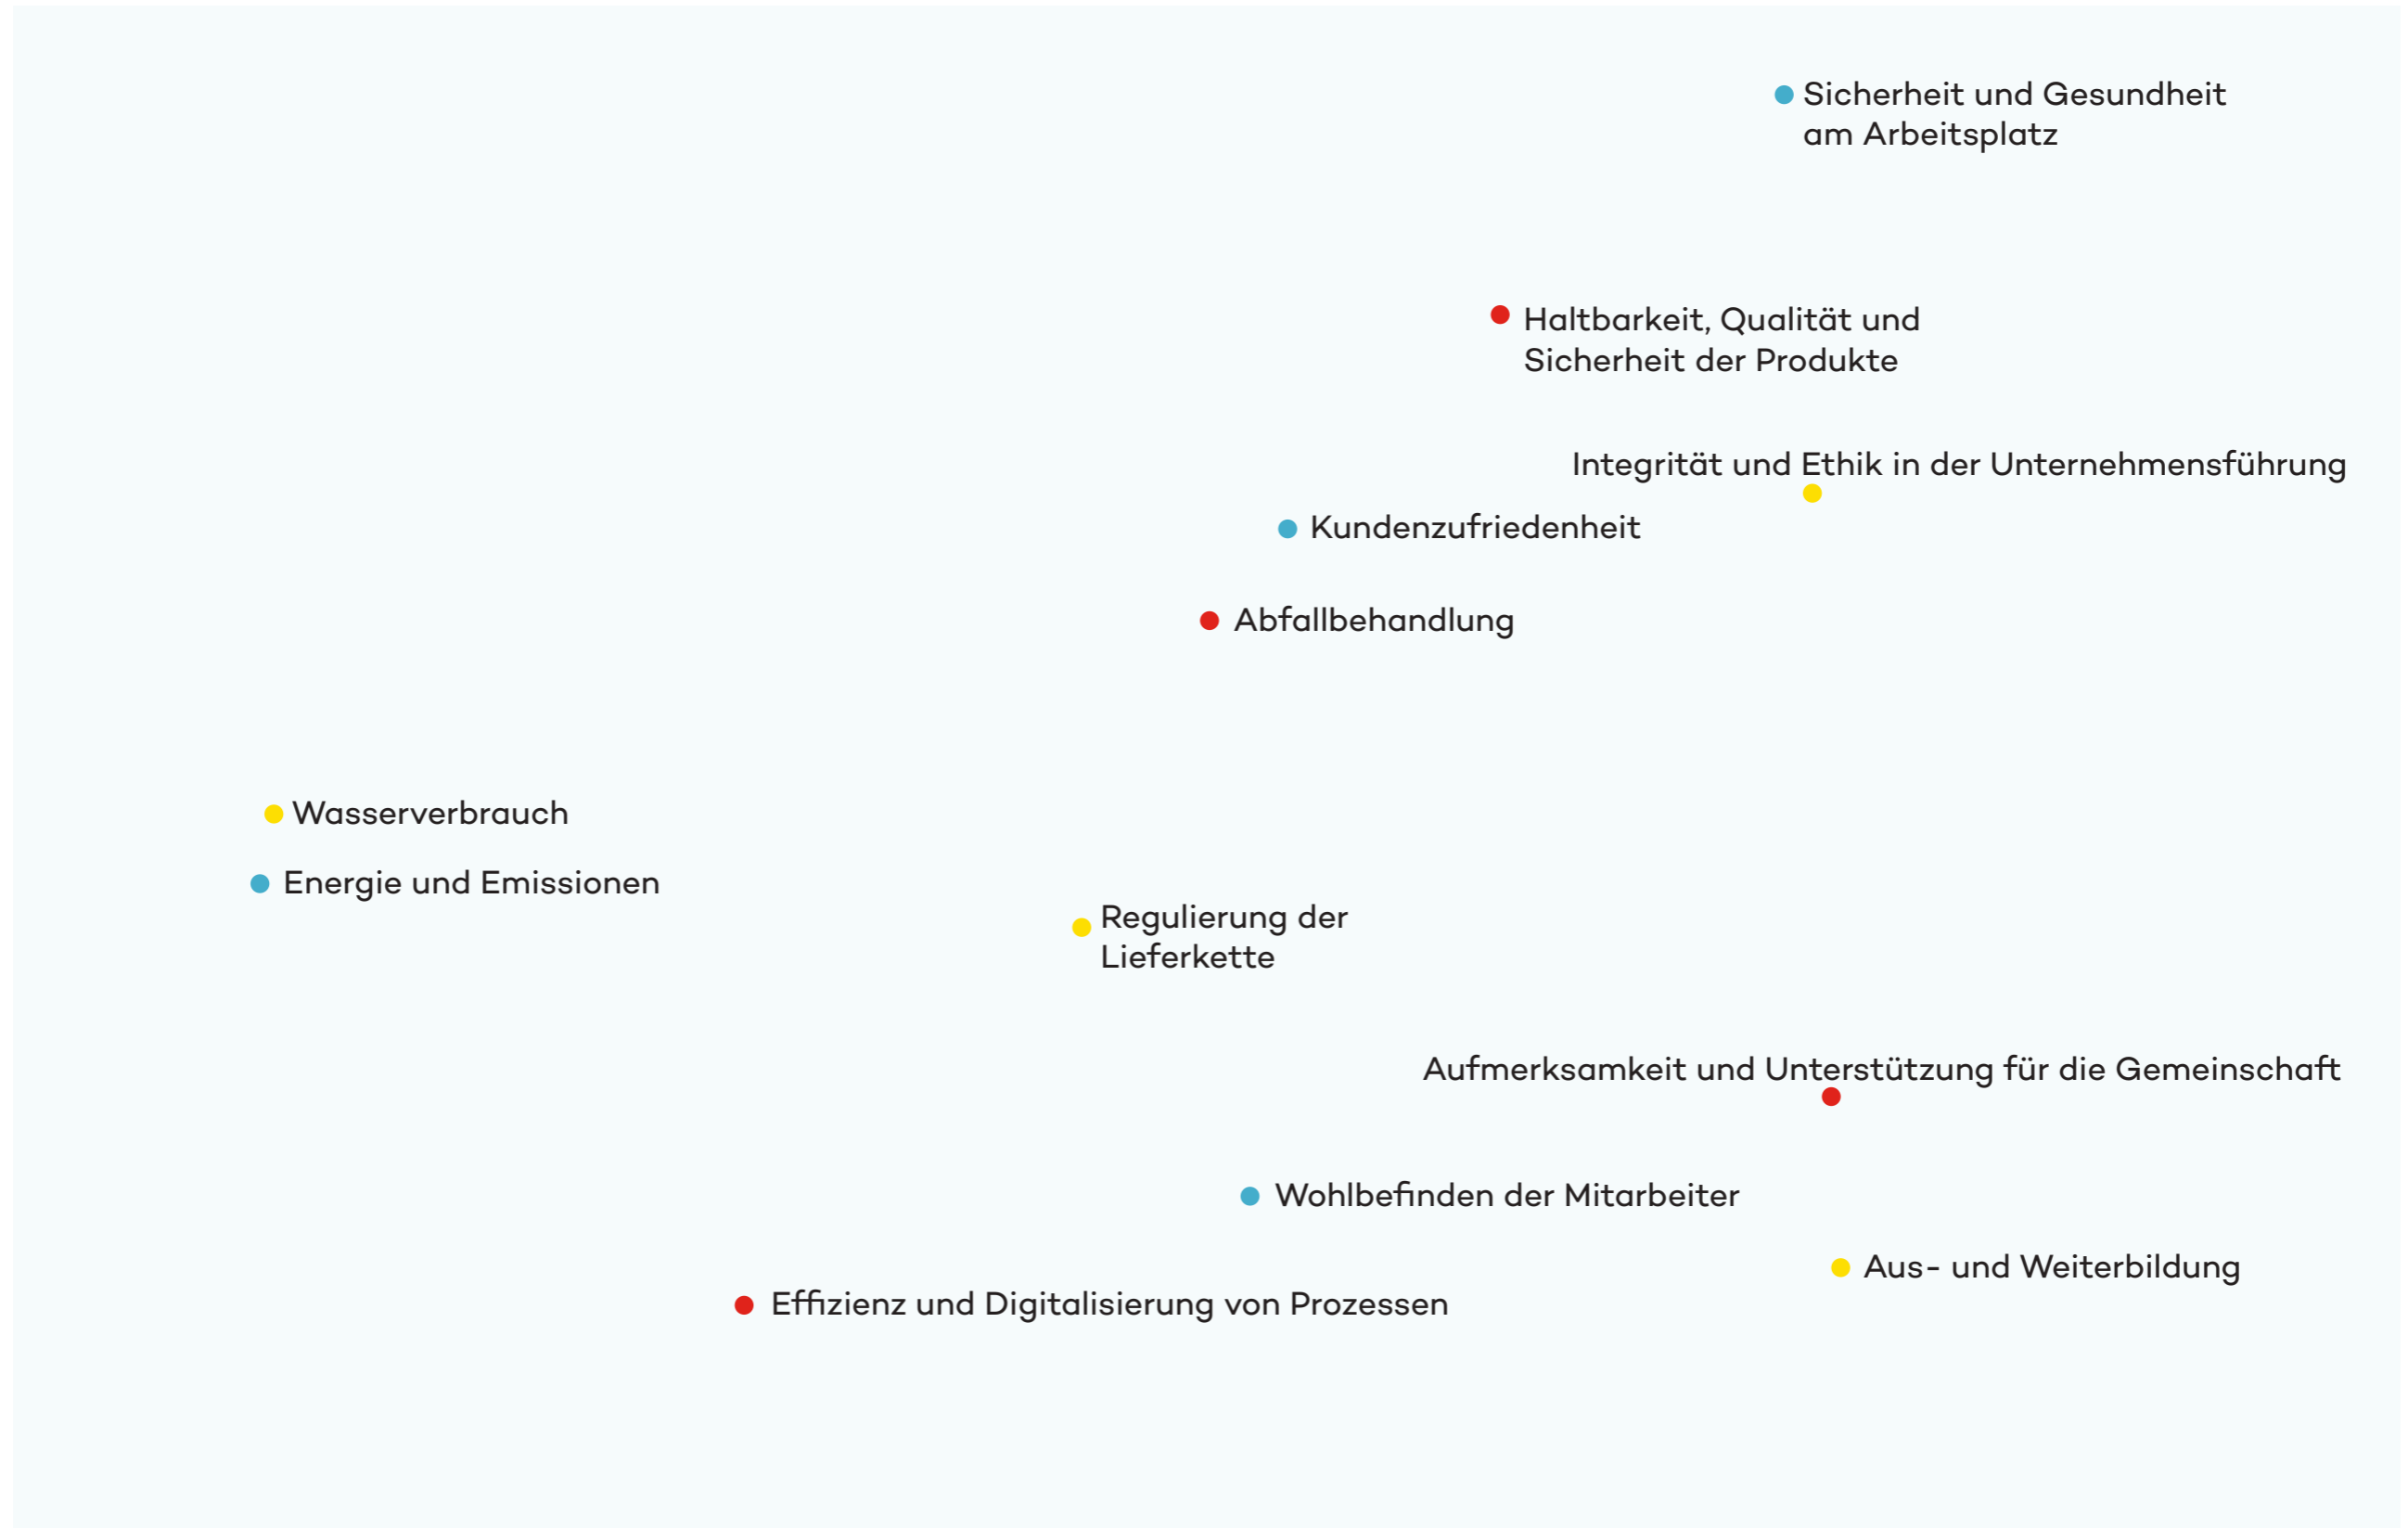 Sicherheit und Gesundheit
am Arbeitsplatz
Haltbarkeit, Qualität und
Sicherheit der Produkte
Integrität und Ethik in der Unternehmensführung
Kundenzufriedenheit
Abfallbehandlung
Wasserverbrauch
Energie und Emissionen
Regulierung der
Lieferkette
Aufmerksamkeit und Unterstützung für die Gemeinschaft
Wohlbefinden der Mitarbeiter
Aus- und Weiterbildung
Effizienz und Digitalisierung von Prozessen